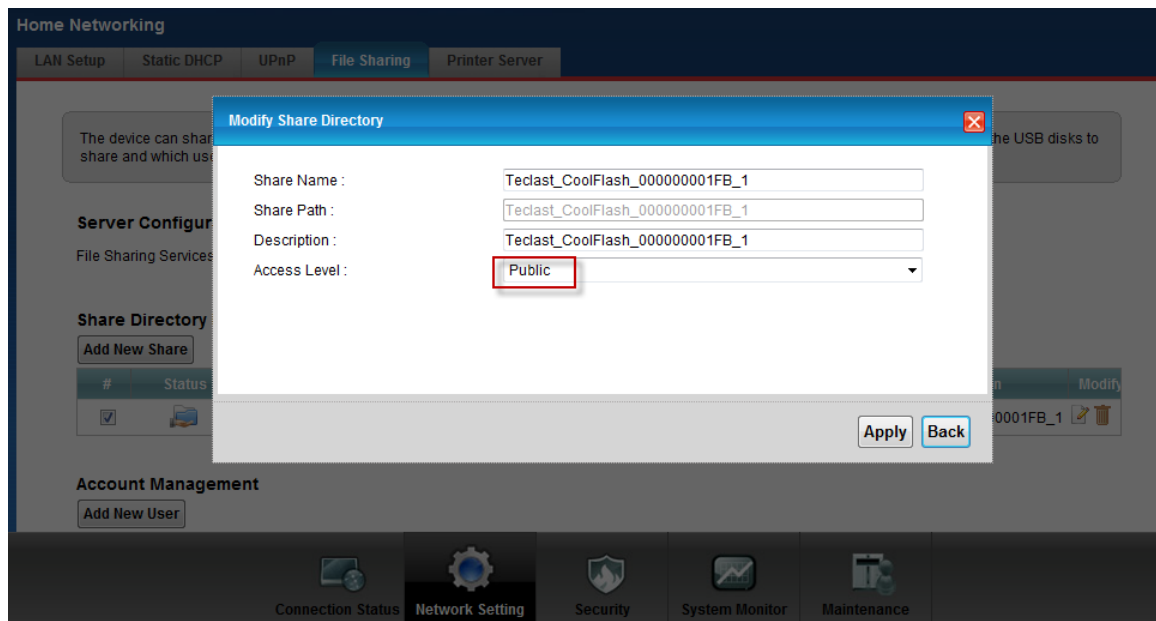 Home Networking
LAN Setup Static DHCP UPnP File Sharing Printer Server
Modify Share Directory
The device can shar he USB disks to
share and which use
Share Name : Teclast_CoolFlash_000000001FB_1
Share Path : Teclast_CoolFlash_000000001FB_1
Server Configur
Description : Teclast_CoolFlash_000000001FB_1
File Sharing Services
Access Level : Public
Share Directory
Add New Share
# Status n Modify
0001FB_1
Apply Back
Account Management
Add New User
Connection Status Network Setting Security System Monitor Maintenance